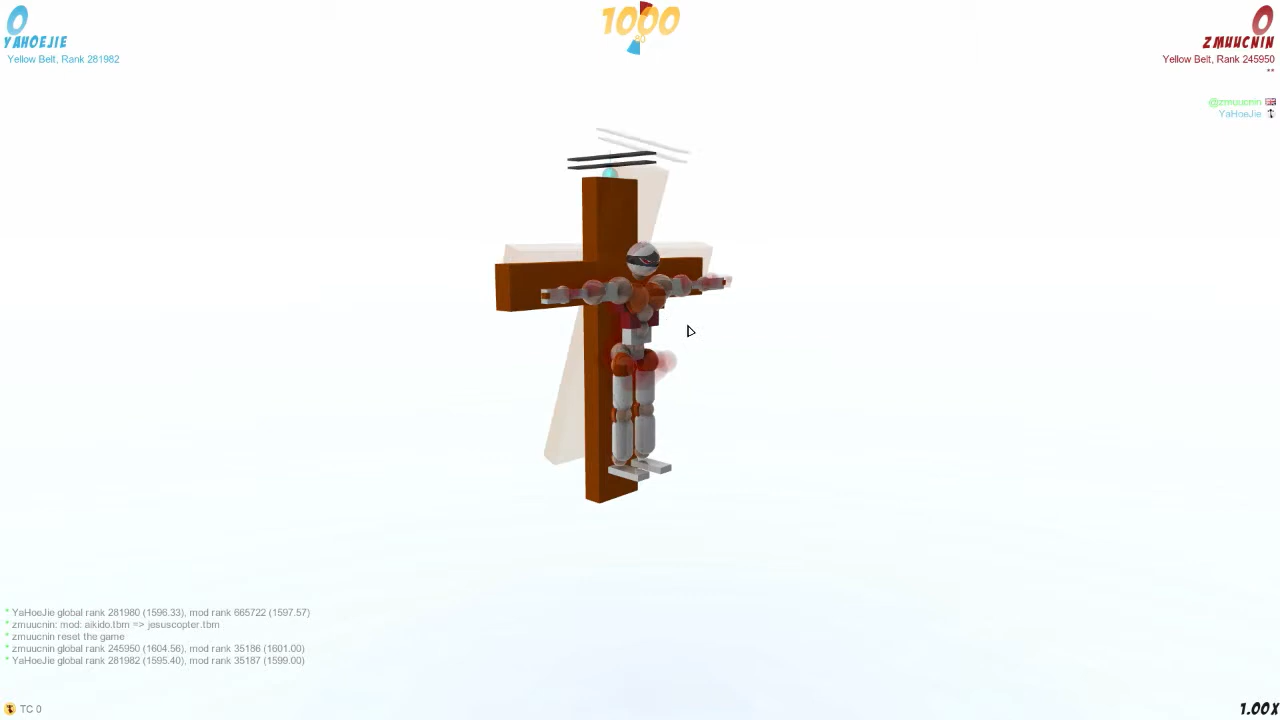 0
YAHOEJIE
Yellow Belt, Rank 281982
1000
0
ZMUUCNIN
Yellow Belt, Rank 245950
**
@zmuucnin
YaHoeJie
* YaHoeJie global rank 281980 (1596.33), mod rank 665722 (1597.57)
* zmuucnin: mod: aikido.tbm => jesuscopter.tbm
* zmuucnin reset the game
* zmuucnin global rank 245950 (1604.56), mod rank 35186 (1601.00)
* YaHoeJie global rank 281982 (1595.40), mod rank 35187 (1599.00)
TC 0
1.00X